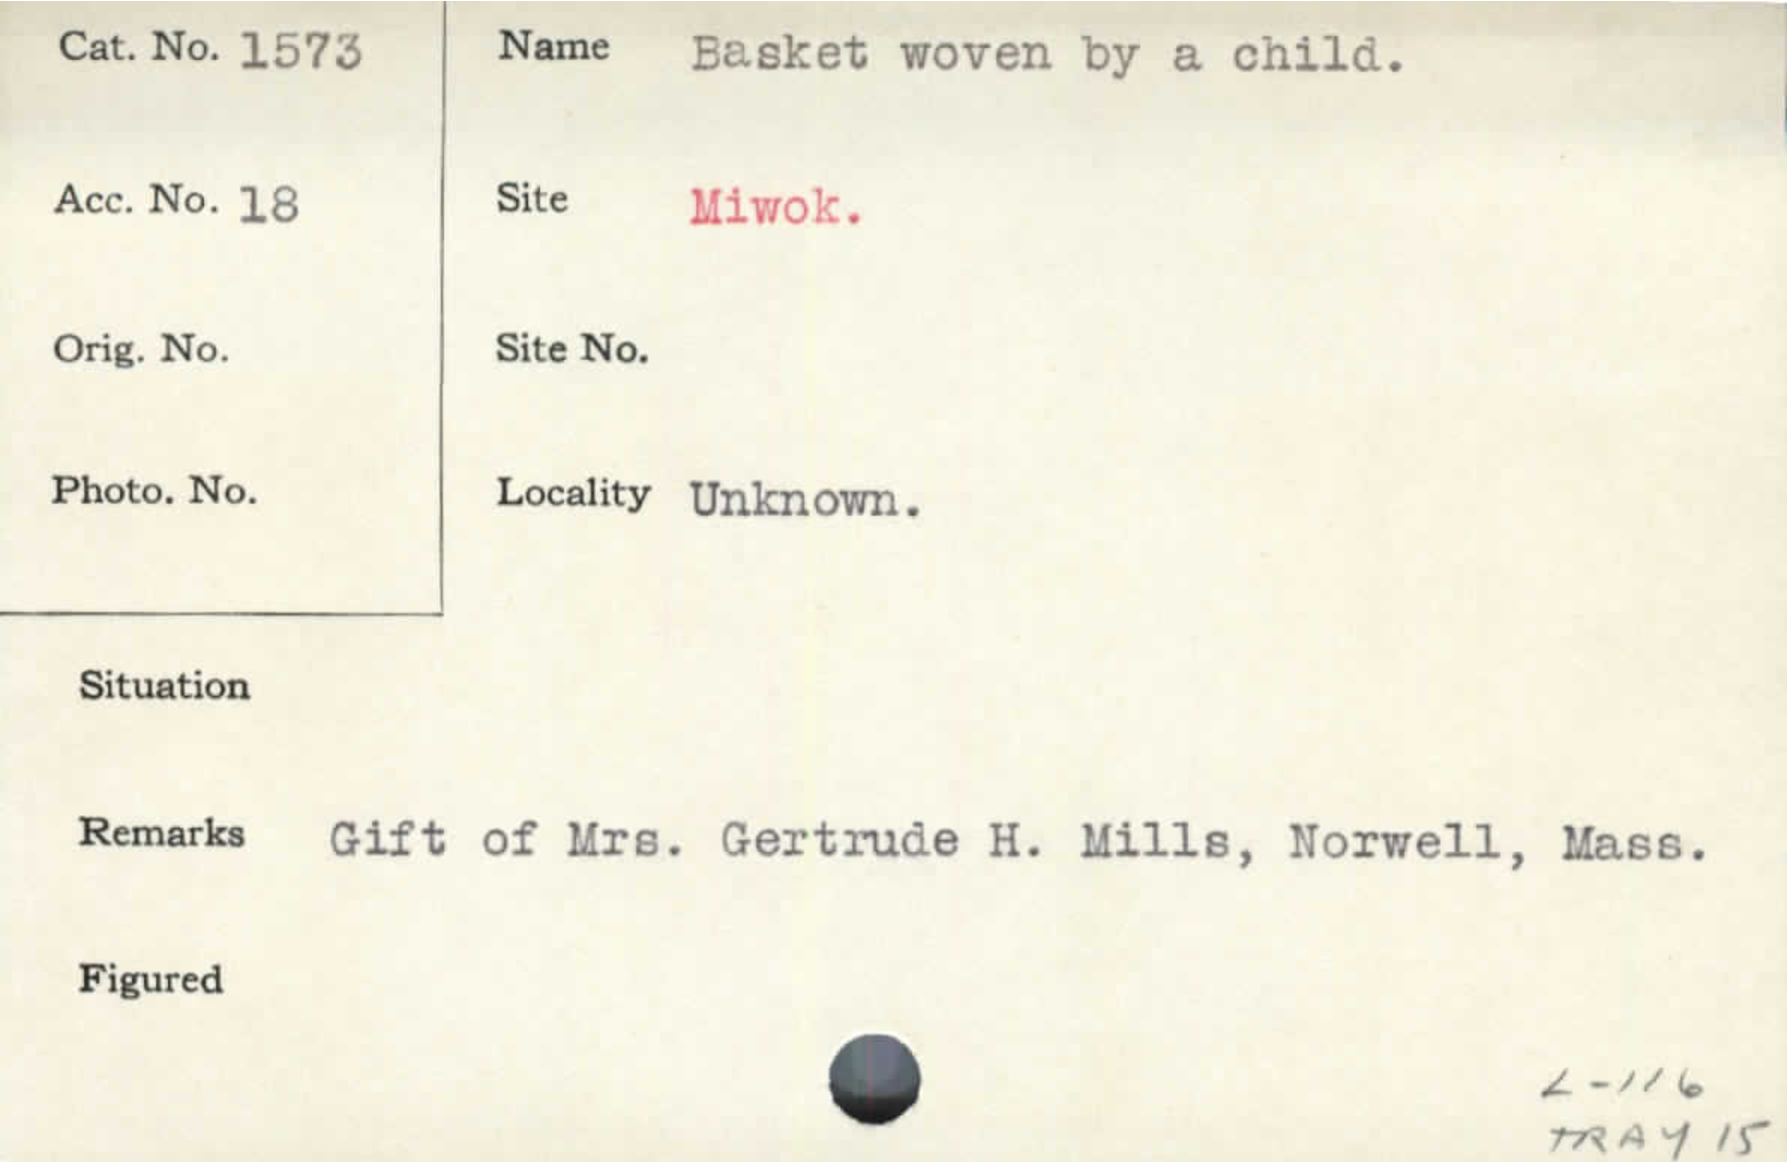 Cat. No. 1573
Name Basket woven by a child.
Acc. No. 18
Site Miwok.
Orig. No.
Site No.
Photo. No.
Locality Unknown.
Situation
Remarks Gift of Mrs. Gertrude H. Mills, Norwell, Mass.
Figured
L-116
TRAY 15